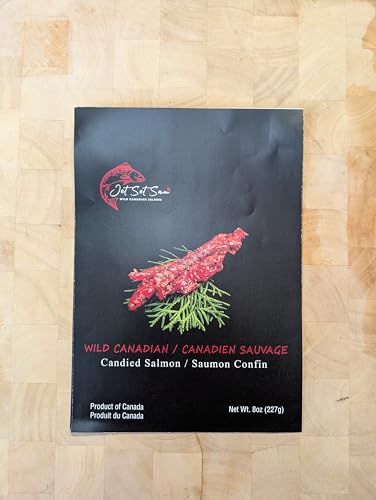 Jet Set Sam
WILD CANADIAN SALMON
WILD CANADIAN / CANADIEN SAUVAGE
Candied Salmon / Saumon Confin
Product of Canada
Produit du Canada
Net Wt. 8oz (227g)